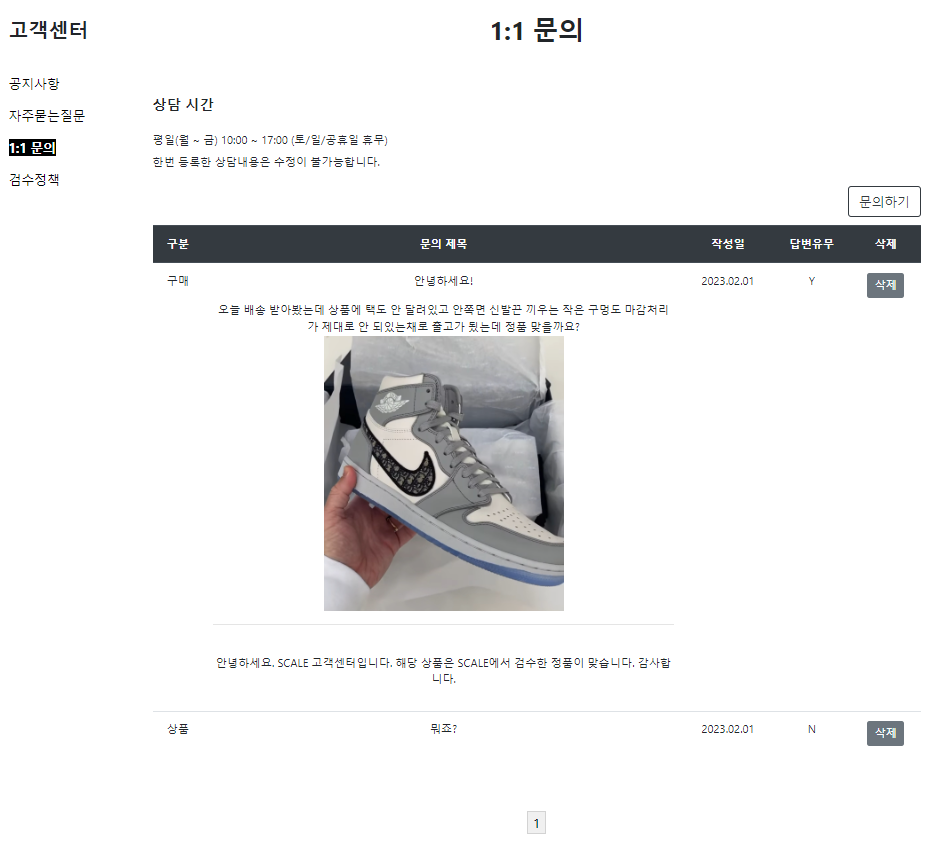 고객센터
1:1 문의
공지사항
자주묻는질문
1:1 문의
검수정책
상담 시간
평일(월 ~ 금) 10:00 ~ 17:00 (토/일/공휴일 휴무)
한번 등록한 상담내용은 수정이 불가능합니다.
문의하기
구분 문의 제목 작성일 답변유무 삭제
구매 안녕하세요! 2023.02.01 Y 삭제
오늘 배송 받아봤는데 상품에 택도 안 달려있고 안쪽면 신발끈 끼우는 작은 구멍도 마감처리
가 제대로 안 되있는채로 출고가 됬는데 정품 맞을까요?
안녕하세요. SCALE 고객센터입니다. 해당 상품은 SCALE에서 검수한 정품이 맞습니다. 감사합
니다.
상품 뭐죠? 2023.02.01 N 삭제
1